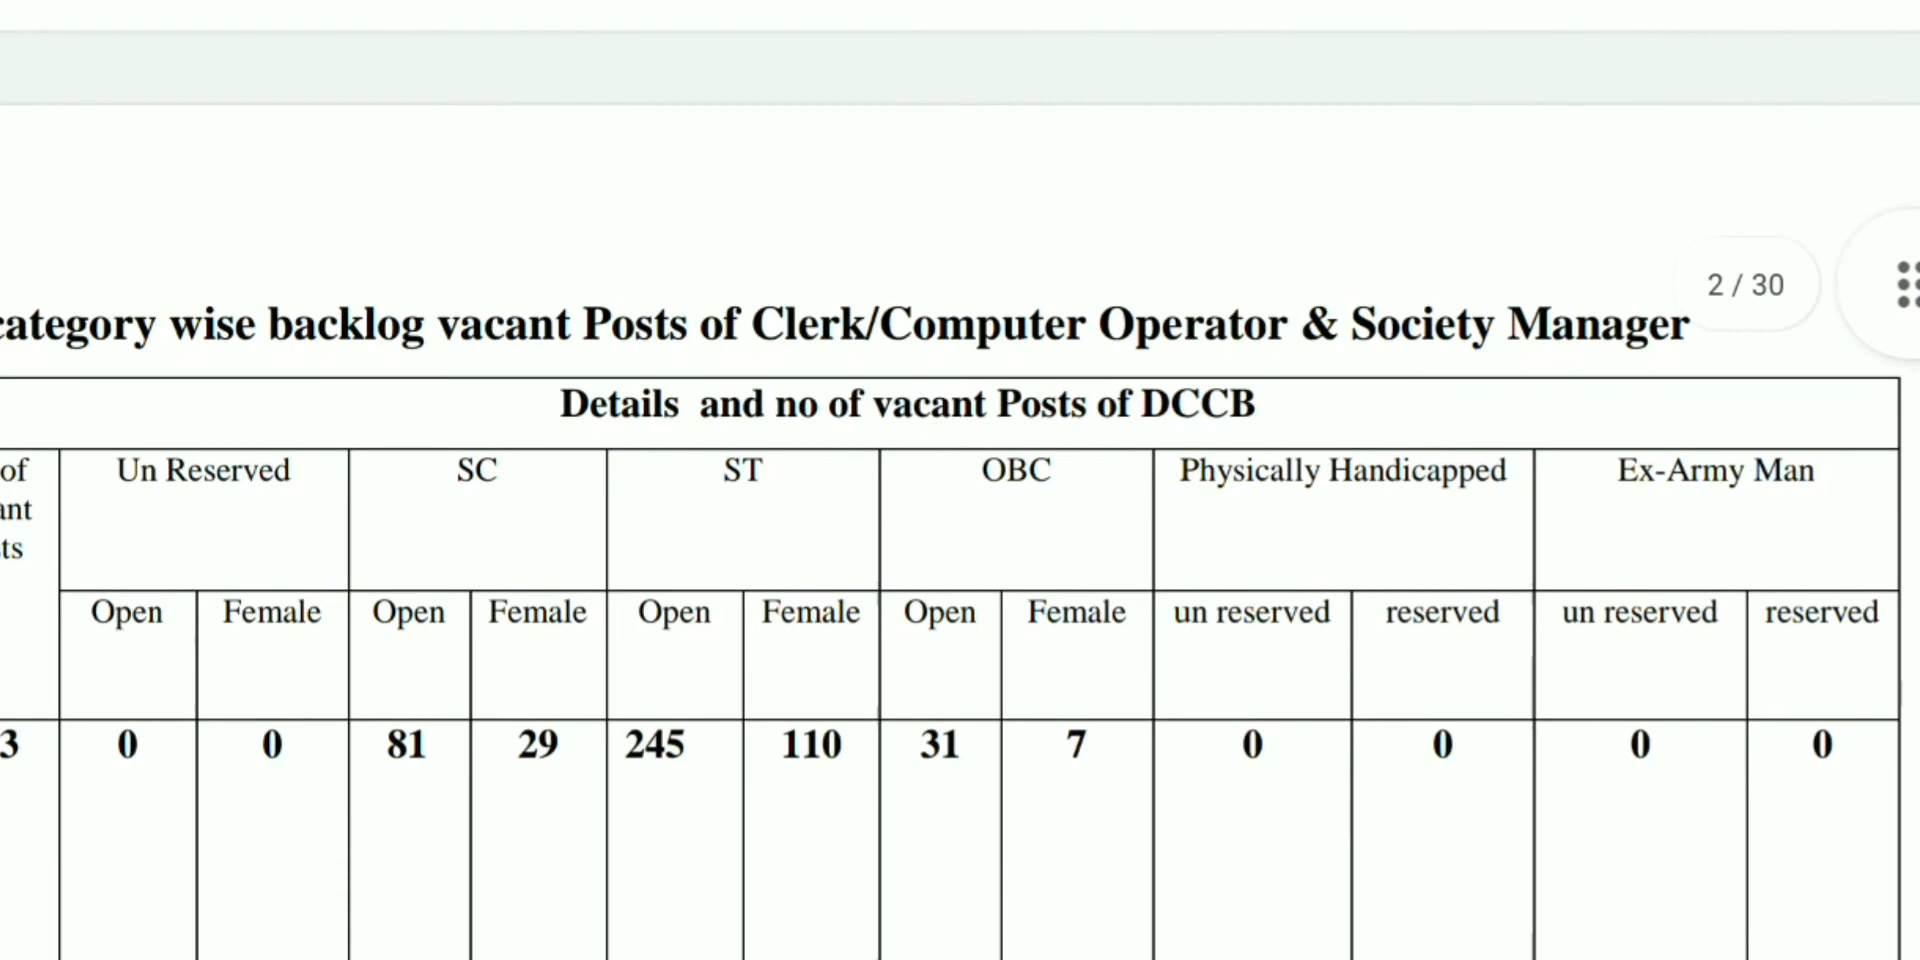 2 / 30
category wise backlog vacant Posts of Clerk/Computer Operator & Society Manager
Details and no of vacant Posts of DCCB
of Un Reserved SC ST OBC Physically Handicapped Ex-Army Man
ant
ts
Open Female Open Female Open Female Open Female un reserved reserved un reserved reserved
3 0 0 81 29 245 110 31 7 0 0 0 0